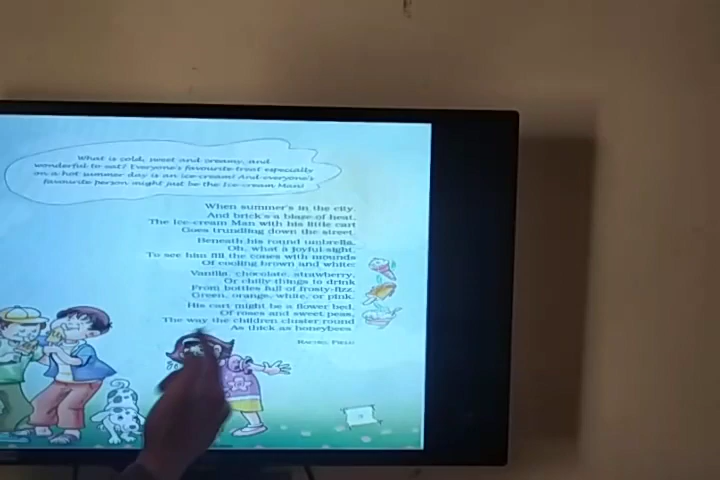 What is cold, sweet and creamy, and
wonderful to eat? Everyone's favourite treat especially
on a hot summer day is an ice-cream! And everyone's
favourite person might just be the Ice-cream Man!
When summer's in the city,
And brick's a blaze of heat,
The Ice-cream Man with his little cart
Goes trundling down the street.
Beneath his round umbrella,
Oh, what a joyful sight,
To see him fill the cones with mounds
Of cooling brown and white:
Vanilla, chocolate, strawberry,
Or chilly things to drink
From bottles full of frosty-fizz,
Green, orange, white, or pink.
His cart might be a flower bed,
Of roses and sweet peas,
The way the children cluster round
As thick as honeybees.
Rachel Field